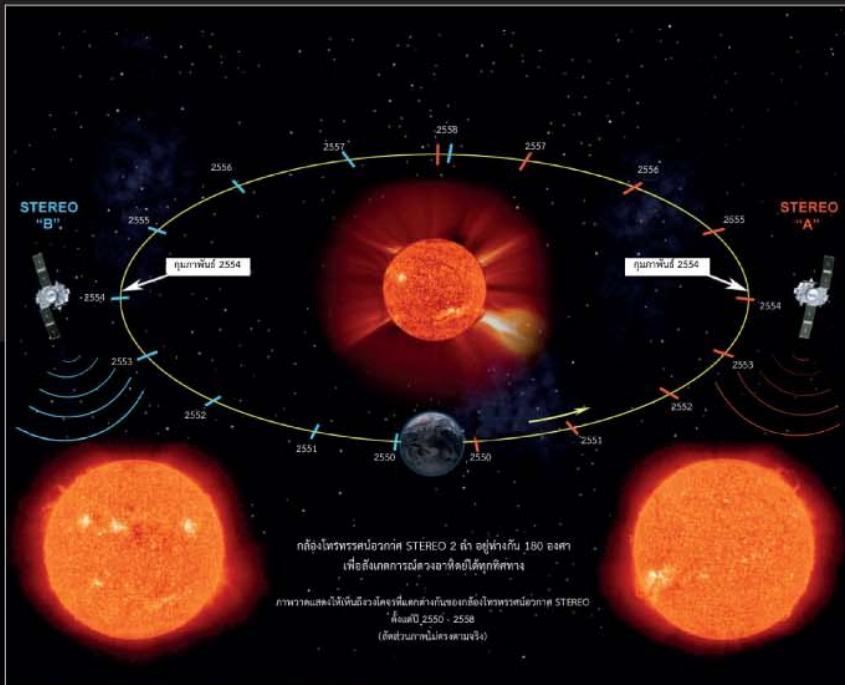 2558
2557
2557
2556
2556
STEREO
"B"
STEREO
"A"
2555
2555
กุมภาพันธ์ 2554
กุมภาพันธ์ 2554
2554
2554
2553
2553
2552
2552
2551
2551
2550
2550
กล้องโทรทรรศน์อวกาศ STEREO 2 ลำ อยู่ห่างกัน 180 องศา
เพื่อสังเกตการณ์ดวงอาทิตย์ได้ทุกทิศทาง
ภาพวาดแสดงให้เห็นถึงวงโคจรที่แตกต่างกันของกล้องโทรทรรศน์อวกาศ STEREO
ตั้งแต่ปี 2550 - 2558
(สัดส่วนภาพไม่ตรงตามจริง)